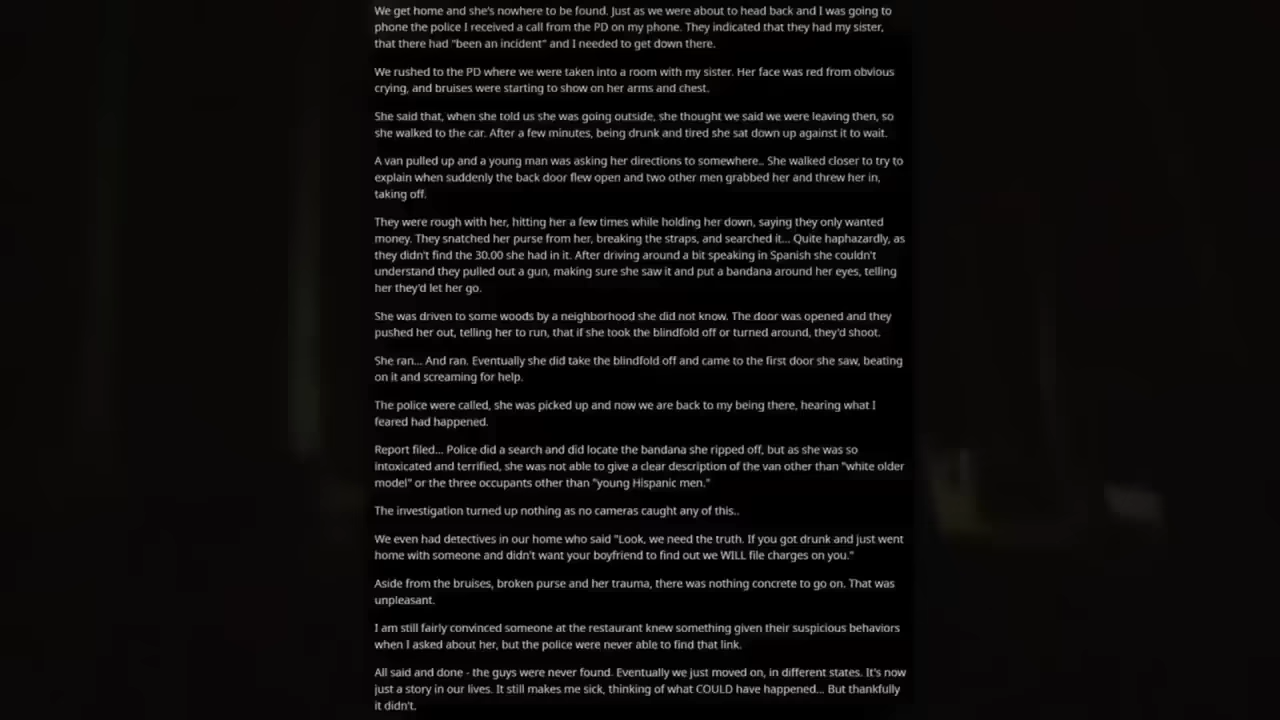 We get home and she's nowhere to be found. Just as we were about to head back and I was going to
phone the police I received a call from the PD on my phone. They indicated that they had my sister,
that there had "been an incident" and I needed to get down there.
We rushed to the PD where we were taken into a room with my sister. Her face was red from obvious
crying, and bruises were starting to show on her arms and chest.
She said that, when she told us she was going outside, she thought we said we were leaving then, so
she walked to the car. After a few minutes, being drunk and tired she sat down up against it to wait.
A van pulled up and a young man was asking her directions to somewhere.. She walked closer to try to
explain when suddenly the back door flew open and two other men grabbed her and threw her in,
taking off.
They were rough with her, hitting her a few times while holding her down, saying they only wanted
money. They snatched her purse from her, breaking the straps, and searched it... Quite haphazardly, as
they didn't find the 30.00 she had in it. After driving around a bit speaking in Spanish she couldn't
understand they pulled out a gun, making sure she saw it and put a bandana around her eyes, telling
her they'd let her go.
She was driven to some woods by a neighborhood she did not know. The door was opened and they
pushed her out, telling her to run, that if she took the blindfold off or turned around, they'd shoot.
She ran... And ran. Eventually she did take the blindfold off and came to the first door she saw, beating
on it and screaming for help.
The police were called, she was picked up and now we are back to my being there, hearing what I
feared had happened.
Report filed... Police did a search and did locate the bandana she ripped off, but as she was so
intoxicated and terrified, she was not able to give a clear description of the van other than "white older
model" or the three occupants other than "young Hispanic men."
The investigation turned up nothing as no cameras caught any of this..
We even had detectives in our home who said "Look, we need the truth. If you got drunk and just went
home with someone and didn't want your boyfriend to find out we WILL file charges on you."
Aside from the bruises, broken purse and her trauma, there was nothing concrete to go on. That was
unpleasant.
I am still fairly convinced someone at the restaurant knew something given their suspicious behaviors
when I asked about her, but the police were never able to find that link.
All said and done - the guys were never found. Eventually we just moved on, in different states. It's now
just a story in our lives. It still makes me sick, thinking of what COULD have happened... But thankfully
it didn't.